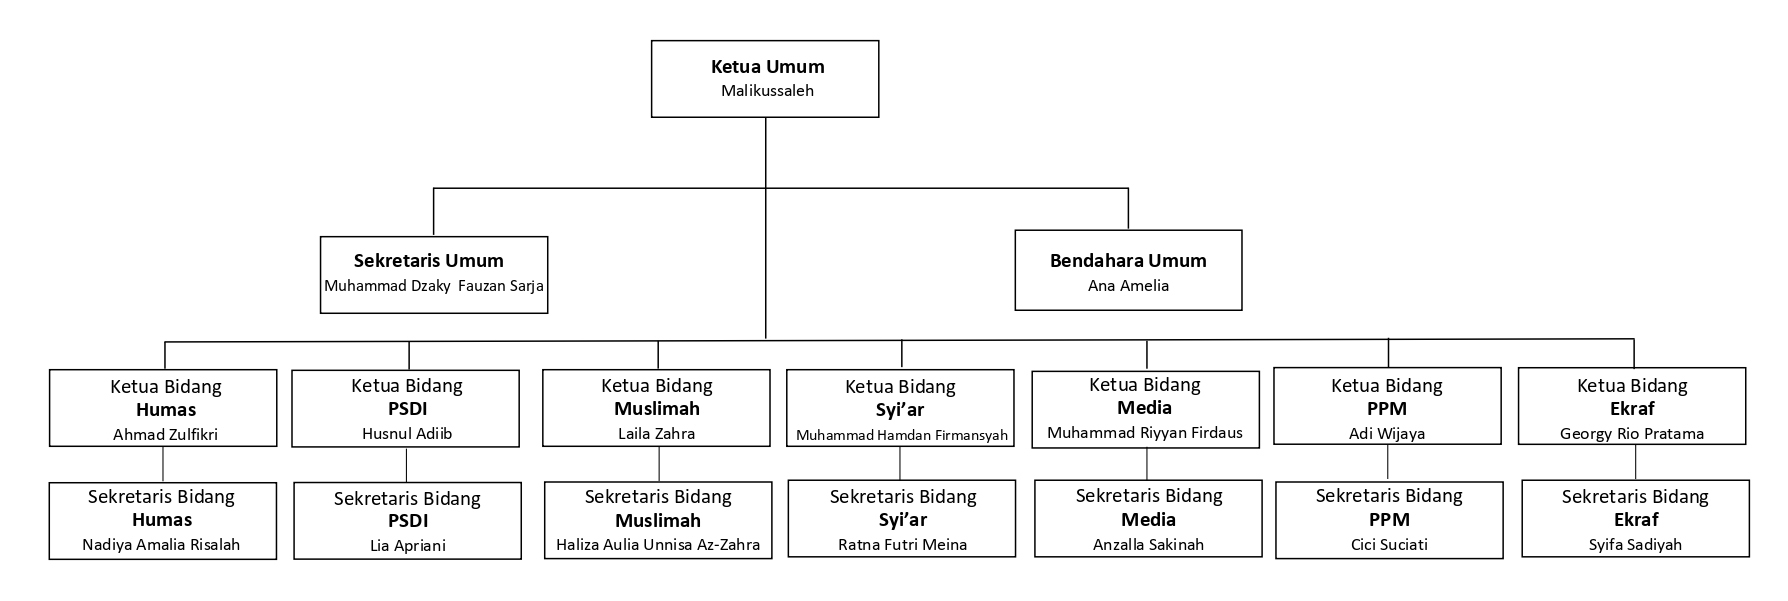 Ketua Umum
Malikussaleh
Sekretaris Umum
Muhammad Dzaky  Fauzan Sarja
Bendahara Umum
Ana Amelia
Ketua Bidang
Humas
Ahmad Zulfikri
Ketua Bidang
PSDI
Husnul Adiib
Ketua Bidang
Muslimah
Laila Zahra
Ketua Bidang
Syi’ar
Muhammad Hamdan Firmansyah
Ketua Bidang
Media
Muhammad Riyyan Firdaus
Ketua Bidang
PPM
Adi Wijaya
Ketua Bidang
Ekraf
Georgy Rio Pratama
Sekretaris Bidang
Humas
Nadiya Amalia Risalah
Sekretaris Bidang
PSDI
Lia Apriani
Sekretaris Bidang
Muslimah
Haliza Aulia Unnisa Az-Zahra
Sekretaris Bidang
Syi’ar
Ratna Futri Meina
Sekretaris Bidang
Media
Anzalla Sakinah
Sekretaris Bidang
PPM
Cici Suciati
Sekretaris Bidang
Ekraf
Syifa Sadiyah